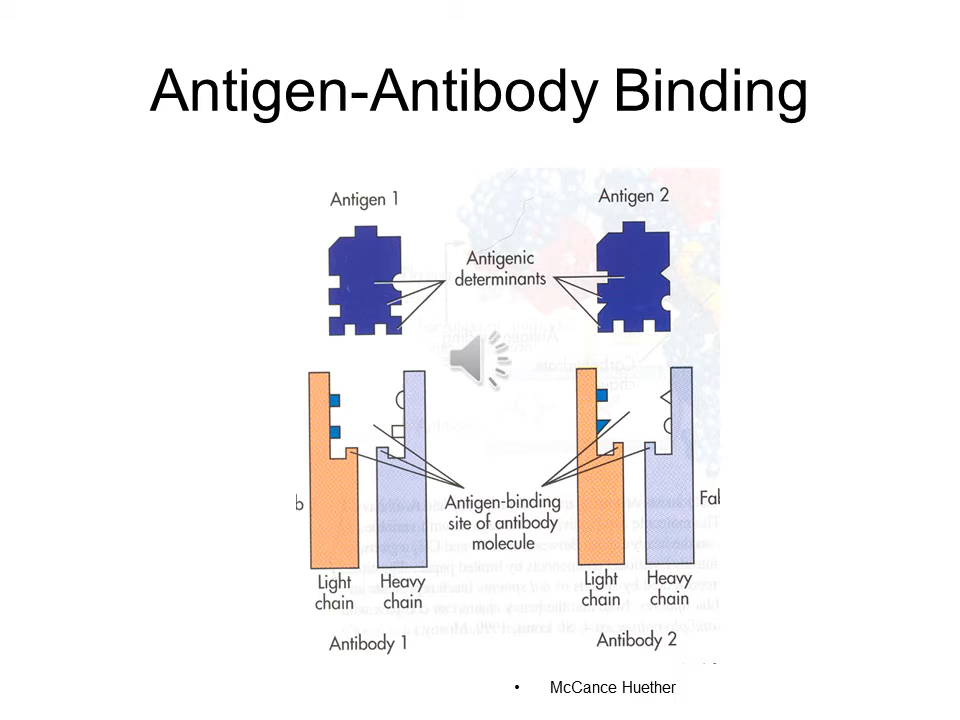 Antigen-Antibody Binding
Antigen 1
Antigen 2
Antigenic
determinants
b
Fab
Antigen-binding
site of antibody
molecule
Light
chain
Heavy
chain
Light
chain
Heavy
chain
Antibody 1
Antibody 2
• McCance Huether